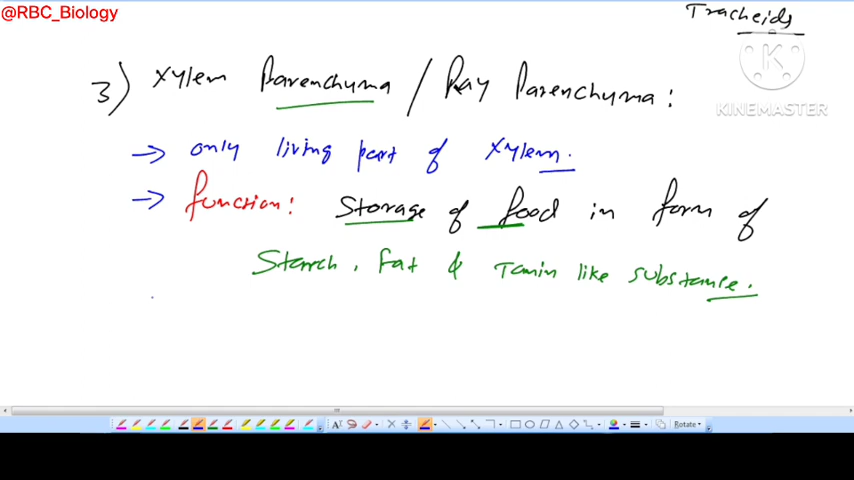 @RBC_Biology
Tracheids
KINEMASTER
3) Xylem Parenchyma / Ray Parenchyma :
→ only living part of Xylem.
→ function: Storage of food in form of
Starch, fat & Tanin like substance.
Rotate